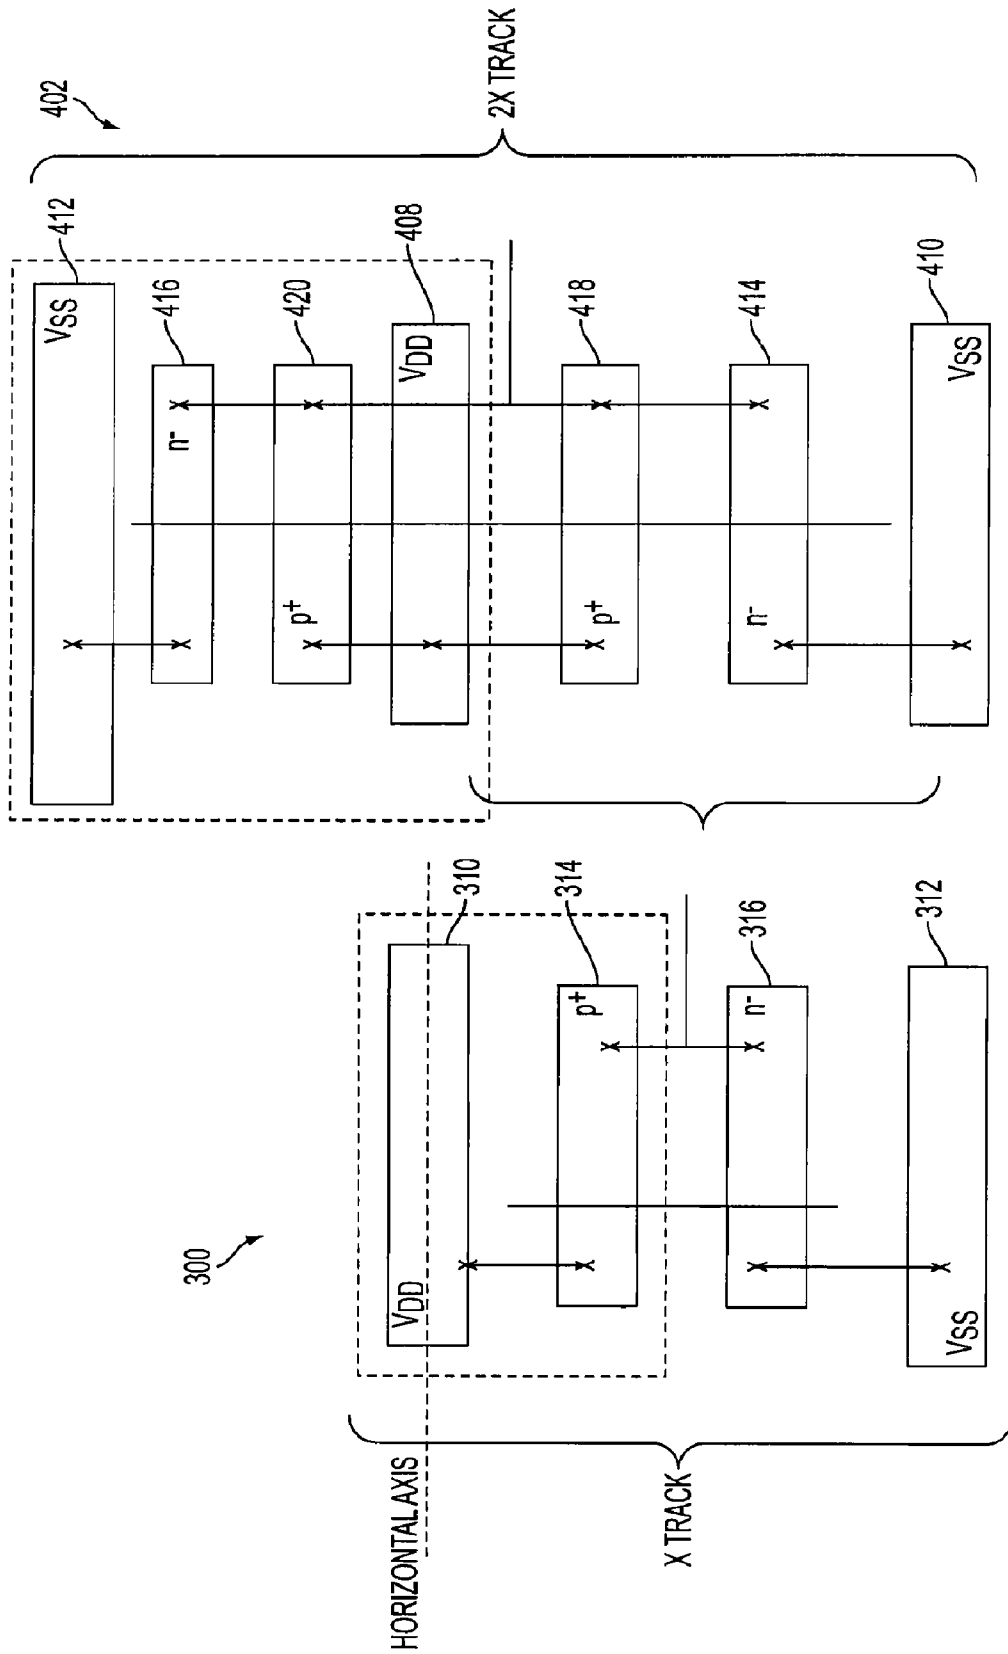 402
2X TRACK
412
VSS
416
n-
420
p+
408
VDD
418
p+
414
n-
410
VSS
300
HORIZONTAL AXIS
310
VDD
314
p+
316
n-
312
VSS
X TRACK